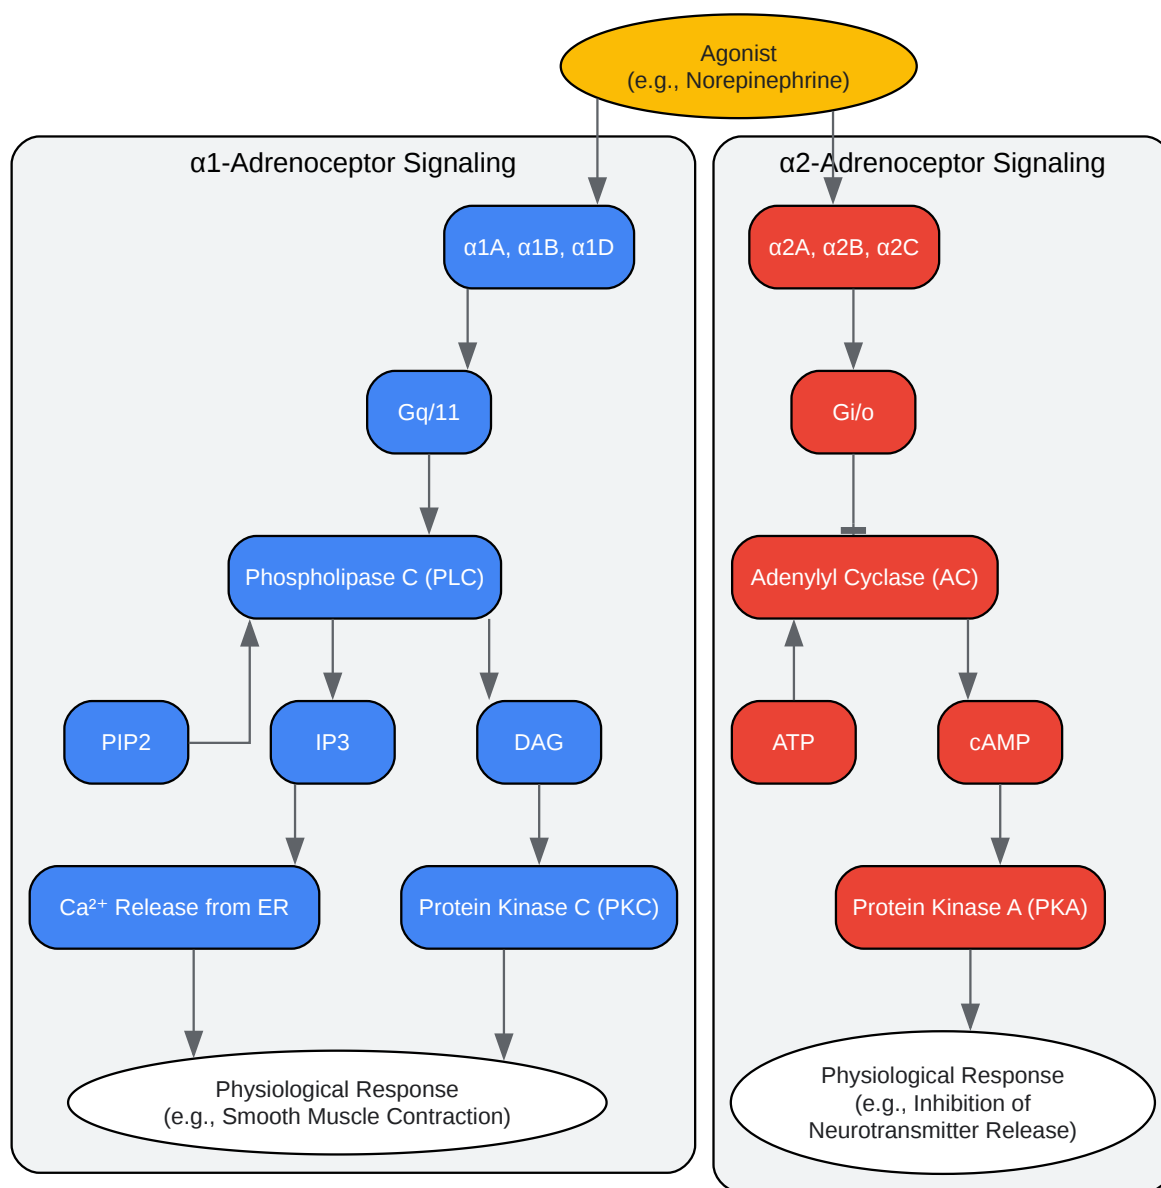 Agonist
(e.g., Norepinephrine)
α1-Adrenoceptor Signaling
α1A, α1B, α1D
Gq/11
Phospholipase C (PLC)
PIP2
IP3
DAG
Ca²⁺ Release from ER
Protein Kinase C (PKC)
Physiological Response
(e.g., Smooth Muscle Contraction)
α2-Adrenoceptor Signaling
α2A, α2B, α2C
Gi/o
Adenylyl Cyclase (AC)
ATP
cAMP
Protein Kinase A (PKA)
Physiological Response
(e.g., Inhibition of
Neurotransmitter Release)